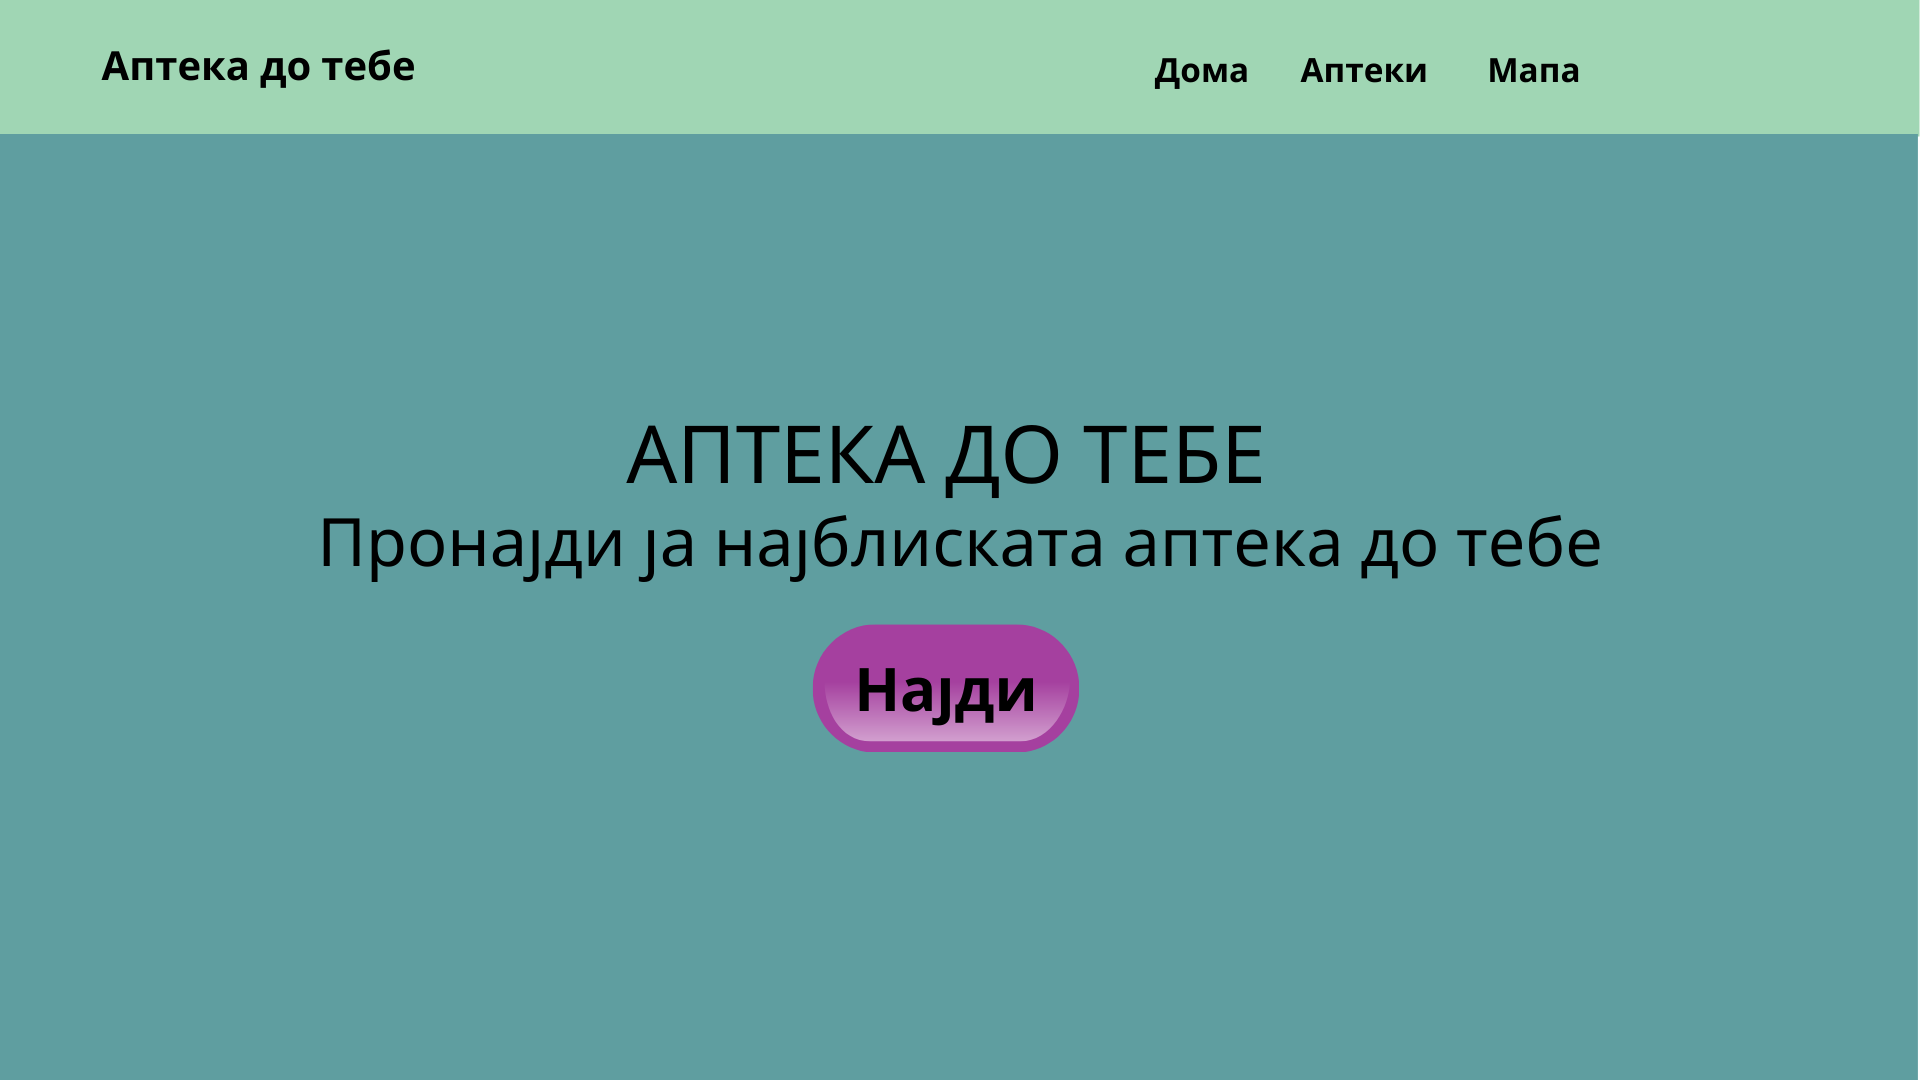 Аптека до тебе
Дома Аптеки Мапа
АПТЕКА ДО ТЕБЕ
Пронајди ја најблиската аптека до тебе
Најди